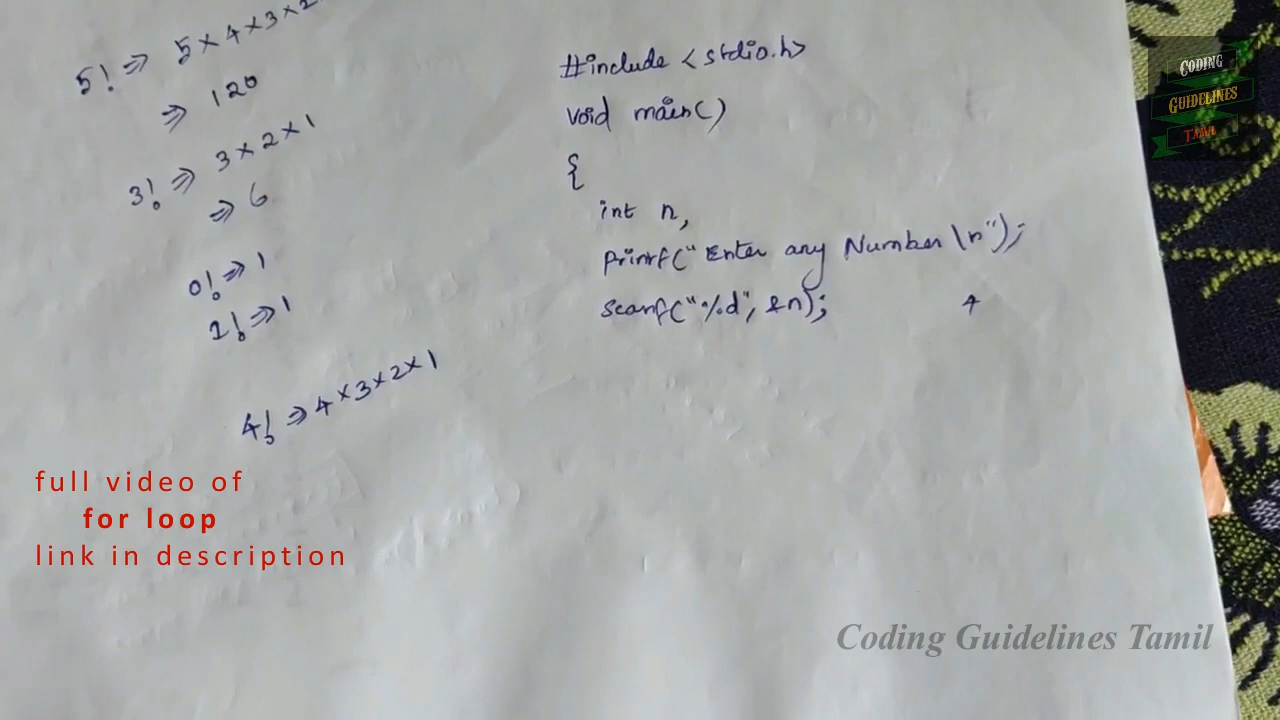 5! ⇒ 5 × 4 × 3 × 2
⇒ 120
3! ⇒ 3 × 2 × 1
⇒ 6
0! ⇒ 1
1! ⇒ 1
4! ⇒ 4 × 3 × 2 × 1
#include <stdio.h>
void main()
{
int n,
printf("Enter any Number \n");
scanf("%d", &n);
4
full video of
for loop
link in description
CODING
GUIDELINES
TAMIL
Coding Guidelines Tamil